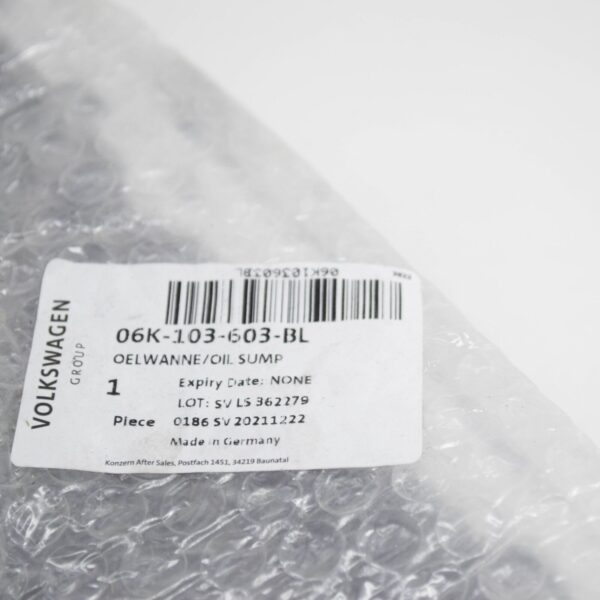 VOLKSWAGEN
GROUP
06K103603BL
06K-103-603-BL
OELWANNE/OIL SUMP
1 Expiry Date: NONE
LOT: SV LS 362279
Piece 0186 SV 20211222
Made in Germany
Konzern After Sales, Postfach 1451, 34219 Baunatal